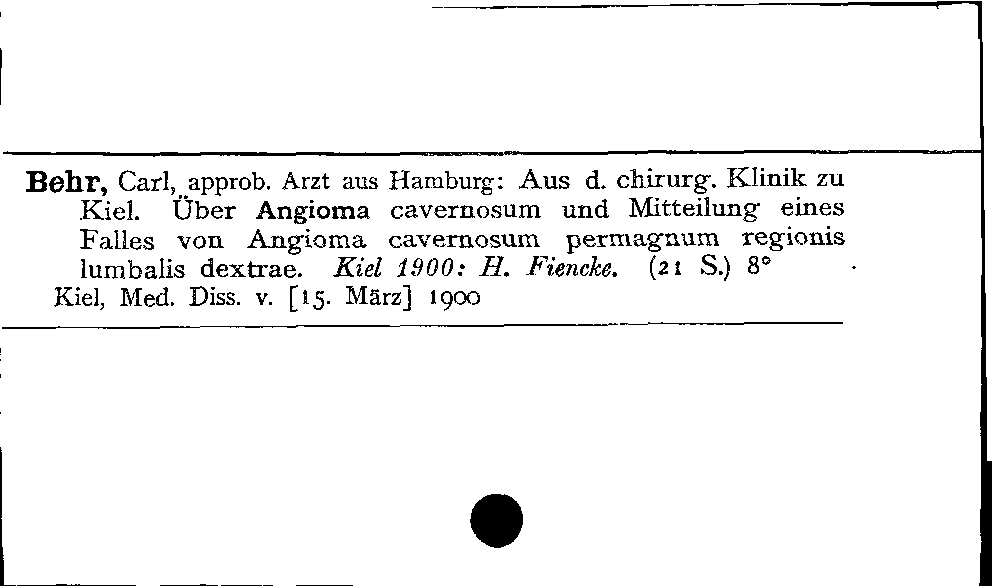 Behr, Carl, approb. Arzt aus Hamburg: Aus d. chirurg. Klinik zu
Kiel. Über Angioma cavernosum und Mitteilung eines
Falles von Angioma cavernosum permagnum regionis
lumbalis dextrae. Kiel 1900: H. Fiencke. (21 S.) 8°
Kiel, Med. Diss. v. [15. März] 1900